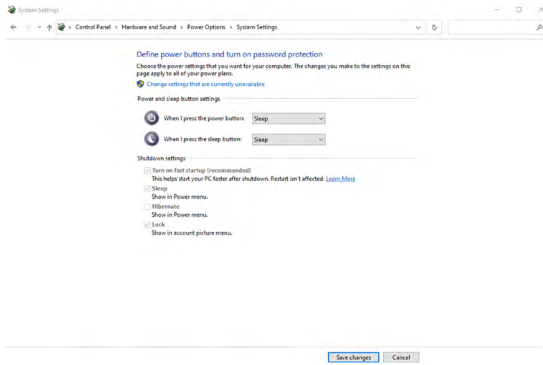 System Settings
Control Panel > Hardware and Sound > Power Options > System Settings
Define power buttons and turn on password protection
Choose the power settings that you want for your computer. The changes you make to the settings on this
page apply to all of your power plans.
Change settings that are currently unavailable
Power and sleep button settings
When I press the power button: Sleep
When I press the sleep button: Sleep
Shutdown settings
Turn on fast startup (recommended)
This helps start your PC faster after shutdown. Restart isn't affected. Learn More
Sleep
Show in Power menu.
Hibernate
Show in Power menu.
Lock
Show in account picture menu.
Save changes Cancel